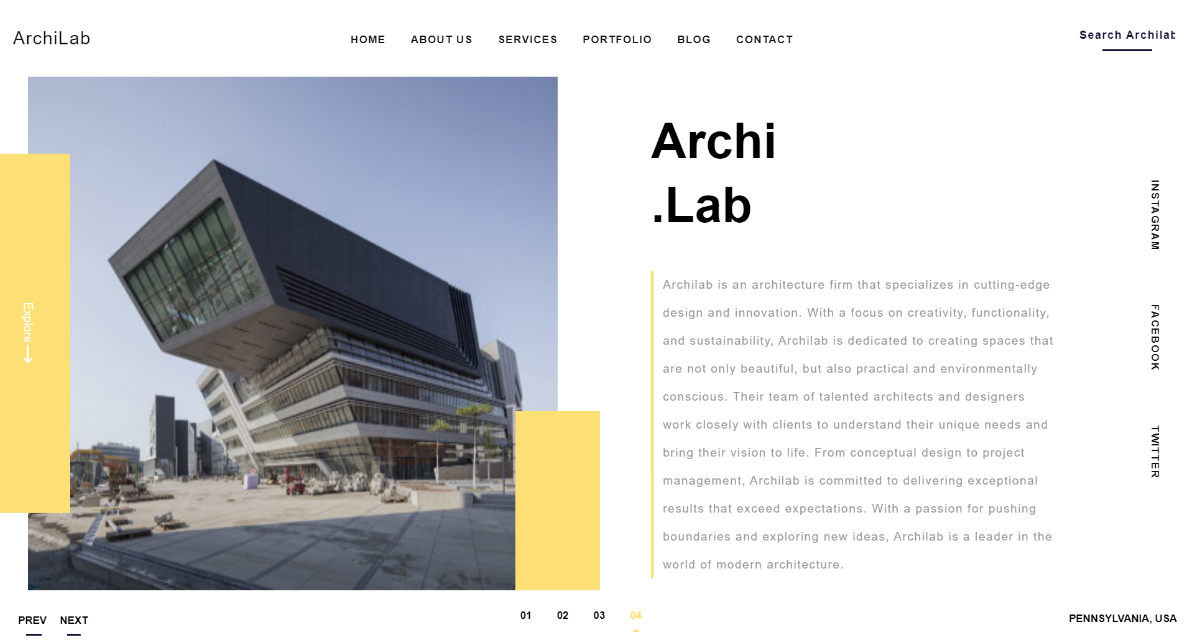 ArchiLab
HOME ABOUT US SERVICES PORTFOLIO BLOG CONTACT
Search Archilab
Archi
.Lab
Explore
Archilab is an architecture firm that specializes in cutting-edge
design and innovation. With a focus on creativity, functionality,
and sustainability, Archilab is dedicated to creating spaces that
are not only beautiful, but also practical and environmentally
conscious. Their team of talented architects and designers
work closely with clients to understand their unique needs and
bring their vision to life. From conceptual design to project
management, Archilab is committed to delivering exceptional
results that exceed expectations. With a passion for pushing
boundaries and exploring new ideas, Archilab is a leader in the
world of modern architecture.
INSTAGRAM
FACEBOOK
TWITTER
PREV NEXT
01 02 03 04
PENNSYLVANIA, USA